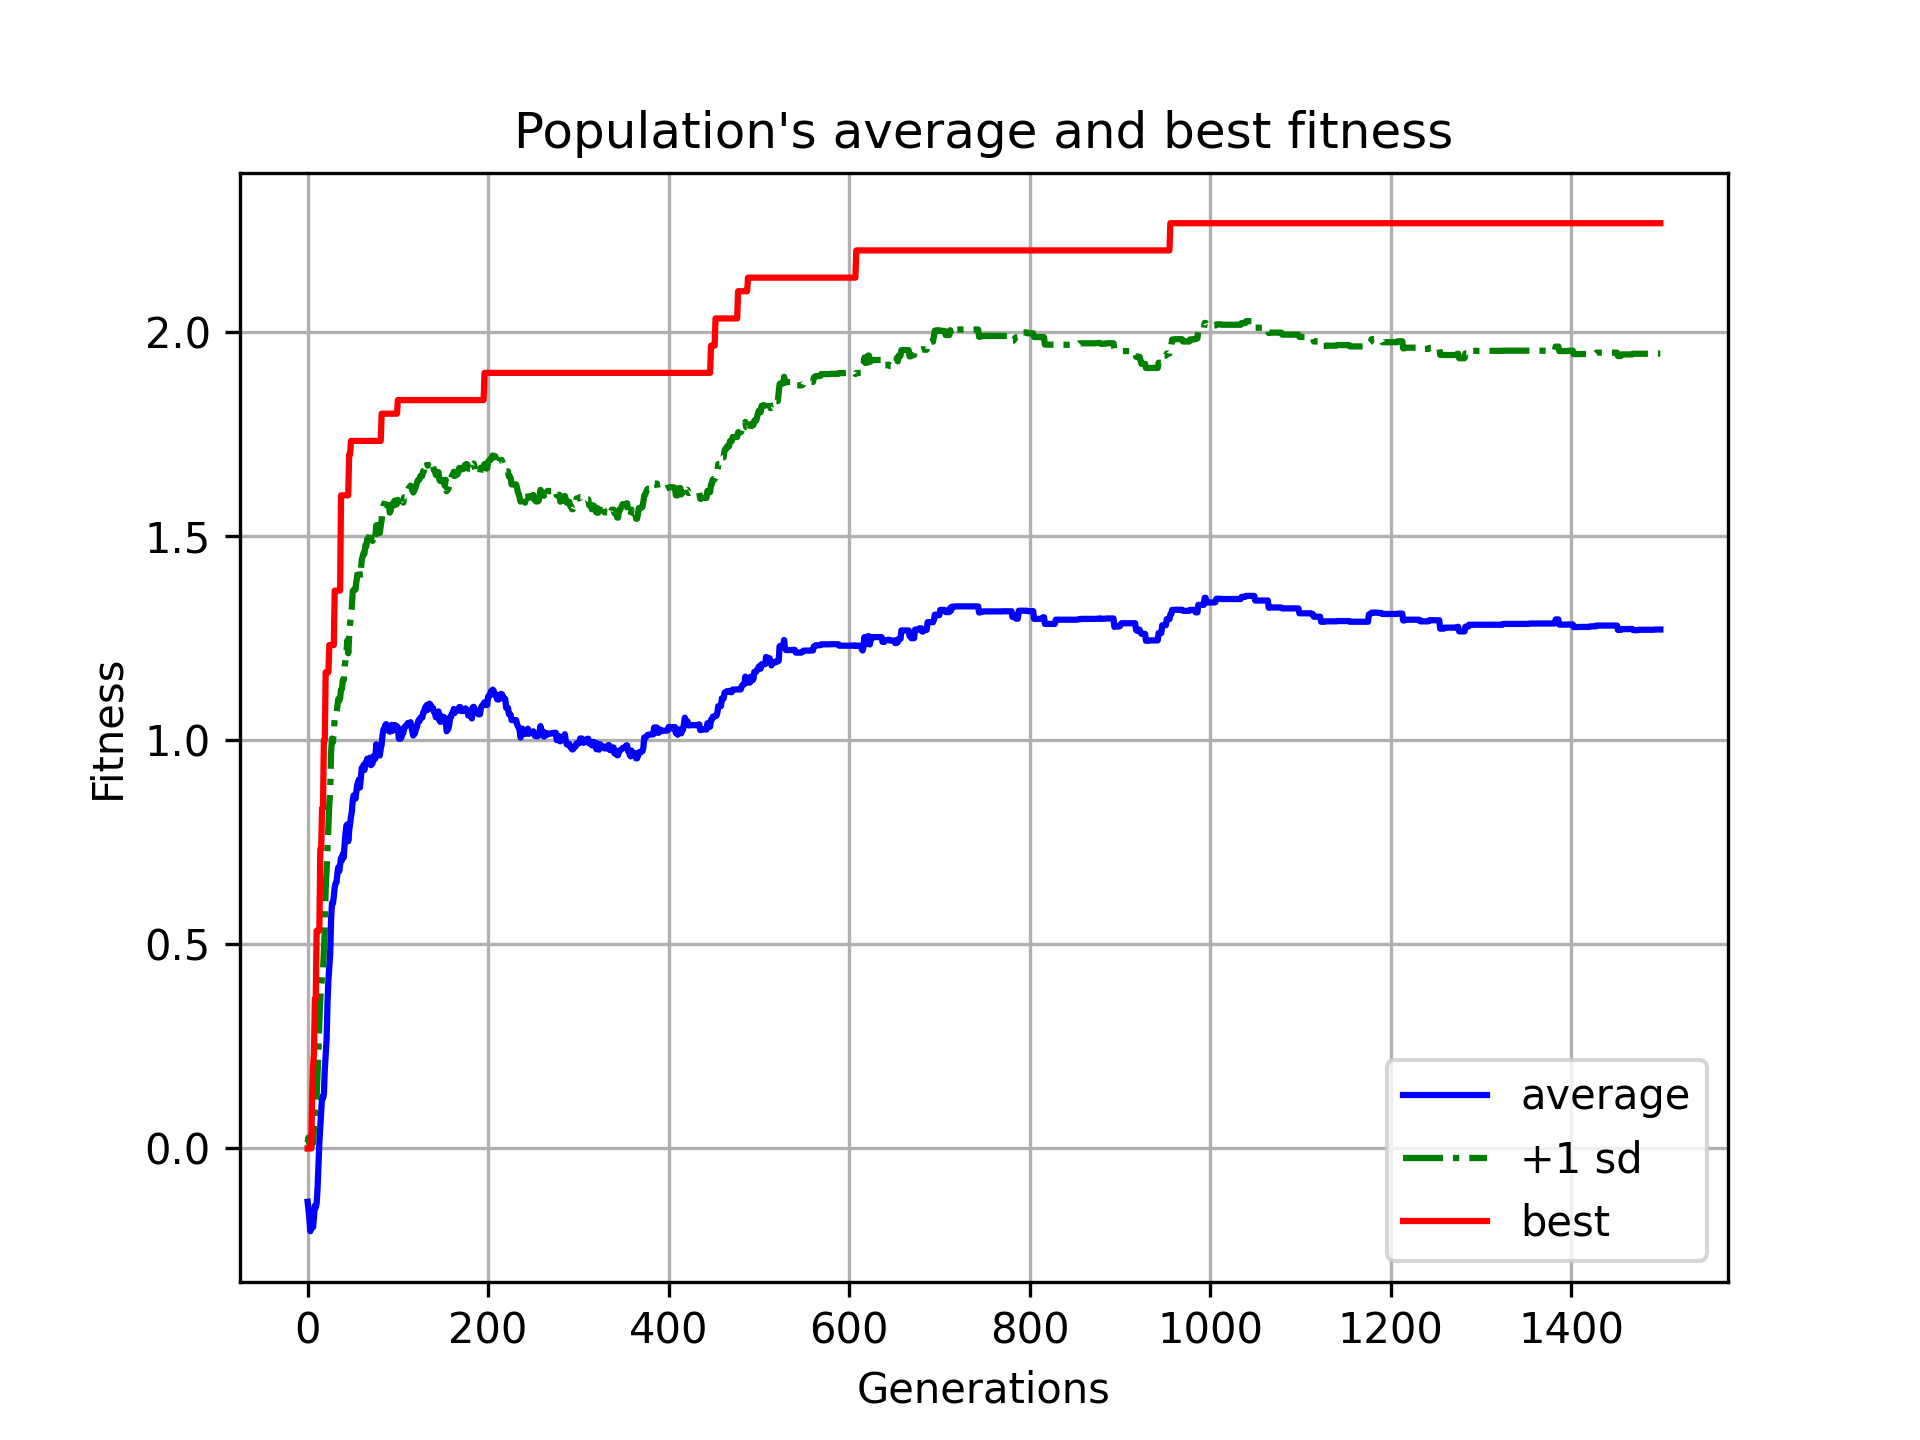 Population's average and best fitness
Fitness
2.0
1.5
1.0
0.5
0.0
0 200 400 600 800 1000 1200 1400
Generations
average
+1 sd
best